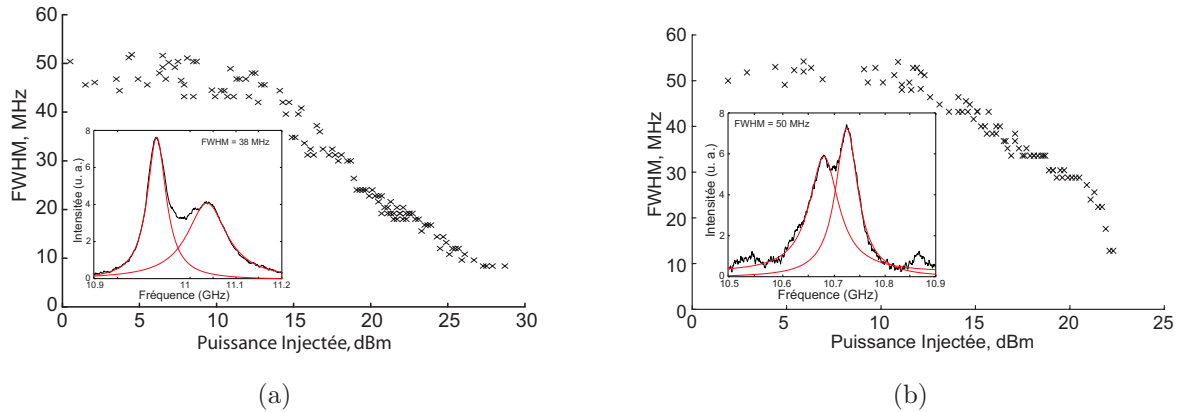 60
50
40
30
20
10
0
FWHM, MHz
0 5 10 15 20 25 30
Puissance Injectée, dBm
8
6
4
2
0
Intensitée (u. a.)
FWHM = 38 MHz
10.9 11 11.1 11.2
Fréquence (GHz)
(a)
60
50
40
30
20
10
0
FWHM, MHz
0 5 10 15 20 25
Puissance Injectée, dBm
8
6
4
2
0
Intensitée (u. a.)
FWHM = 50 MHz
10.5 10.6 10.7 10.8 10.9
Fréquence (GHz)
(b)